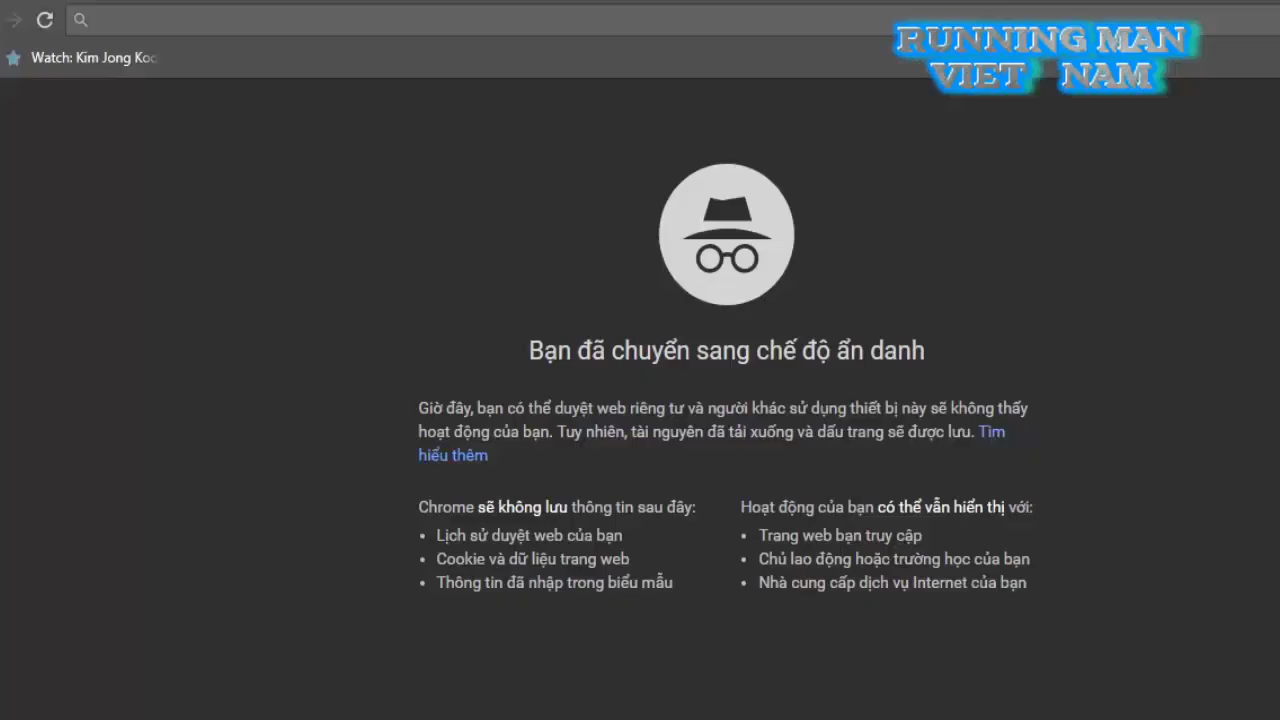 Watch: Kim Jong Koo
RUNNING MAN
VIET NAM
Bạn đã chuyển sang chế độ ẩn danh
Giờ đây, bạn có thể duyệt web riêng tư và người khác sử dụng thiết bị này sẽ không thấy
hoạt động của bạn. Tuy nhiên, tài nguyên đã tải xuống và dấu trang sẽ được lưu. Tìm
hiểu thêm
Chrome sẽ không lưu thông tin sau đây:
• Lịch sử duyệt web của bạn
• Cookie và dữ liệu trang web
• Thông tin đã nhập trong biểu mẫu
Hoạt động của bạn có thể vẫn hiển thị với:
• Trang web bạn truy cập
• Chủ lao động hoặc trường học của bạn
• Nhà cung cấp dịch vụ Internet của bạn